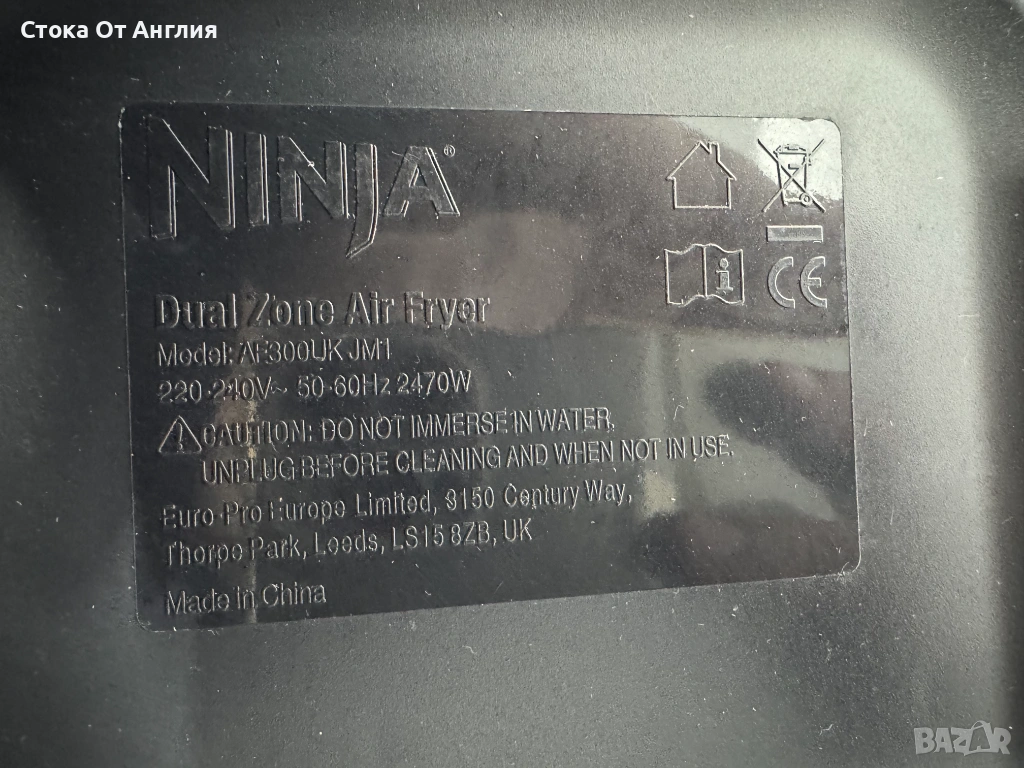 Стока От Англия
NINJA®
Dual Zone Air Fryer
Model: AF300UK JM1
220-240V~ 50-60Hz 2470W
CAUTION: DO NOT IMMERSE IN WATER,
UNPLUG BEFORE CLEANING AND WHEN NOT IN USE.
Euro-Pro Europe Limited, 3150 Century Way,
Thorpe Park, Leeds, LS15 8ZB, UK
Made in China
CE
BAZAR